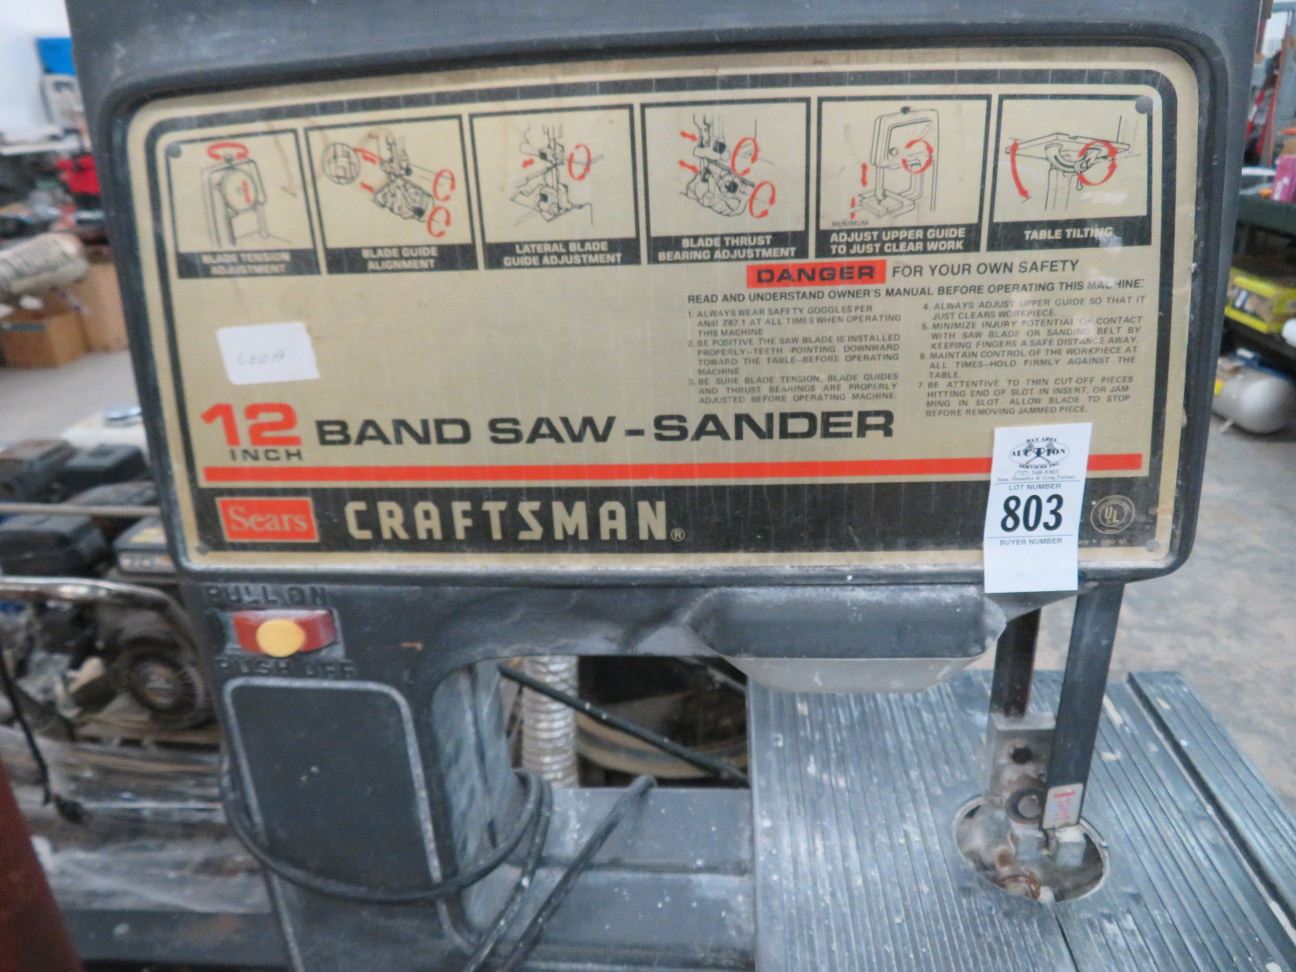 BLADE TENSION
ADJUSTMENT
BLADE GUIDE
ALIGNMENT
LATERAL BLADE
GUIDE ADJUSTMENT
BLADE THRUST
BEARING ADJUSTMENT
MINIMUM
ADJUST UPPER GUIDE
TO JUST CLEAR WORK
TABLE TILTING
DANGER FOR YOUR OWN SAFETY
READ AND UNDERSTAND OWNER'S MANUAL BEFORE OPERATING THIS MACHINE:
1. ALWAYS WEAR SAFETY GOGGLES PER
ANSI Z87.1 AT ALL TIMES WHEN OPERATING
THIS MACHINE
2. BE POSITIVE THE SAW BLADE IS INSTALLED
PROPERLY-TEETH POINTING DOWNWARD
TOWARD THE TABLE-BEFORE OPERATING
MACHINE
3. BE SURE BLADE TENSION, BLADE GUIDES
AND THRUST BEARINGS ARE PROPERLY
ADJUSTED BEFORE OPERATING MACHINE.
4. ALWAYS ADJUST UPPER GUIDE SO THAT IT
JUST CLEARS WORKPIECE.
5. MINIMIZE INJURY POTENTIAL OF CONTACT
WITH SAW BLADE OR SANDING BELT BY
KEEPING FINGERS A SAFE DISTANCE AWAY.
6. MAINTAIN CONTROL OF THE WORKPIECE AT
ALL TIMES-HOLD FIRMLY AGAINST THE
TABLE.
7. BE ATTENTIVE TO THIN CUT-OFF PIECES
HITTING END OF SLOT IN INSERT, OR JAM
MING IN SLOT. ALLOW BLADE TO STOP
BEFORE REMOVING JAMMED PIECE.
12
INCH
BAND SAW-SANDER
Sears CRAFTSMAN®
BAY AREA
AUCTION
SERVICES INC.
LOT NUMBER
803
BUYER NUMBER
UL
PULL ON
PUSH OFF